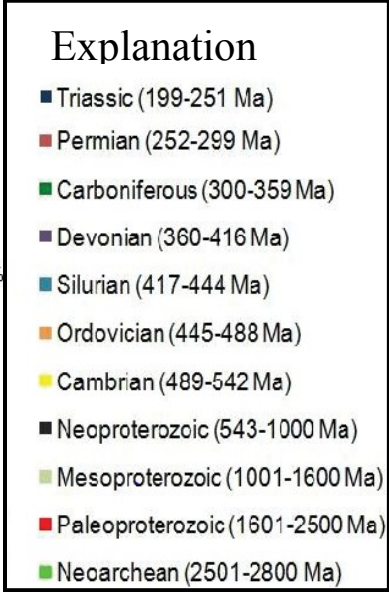 Explanation
Triassic (199-251 Ma)
Permian (252-299 Ma)
Carboniferous (300-359 Ma)
Devonian (360-416 Ma)
Silurian (417-444 Ma)
Ordovician (445-488 Ma)
Cambrian (489-542 Ma)
Neoproterozoic (543-1000 Ma)
Mesoproterozoic (1001-1600 Ma)
Paleoproterozoic (1601-2500 Ma)
Neoarchean (2501-2800 Ma)